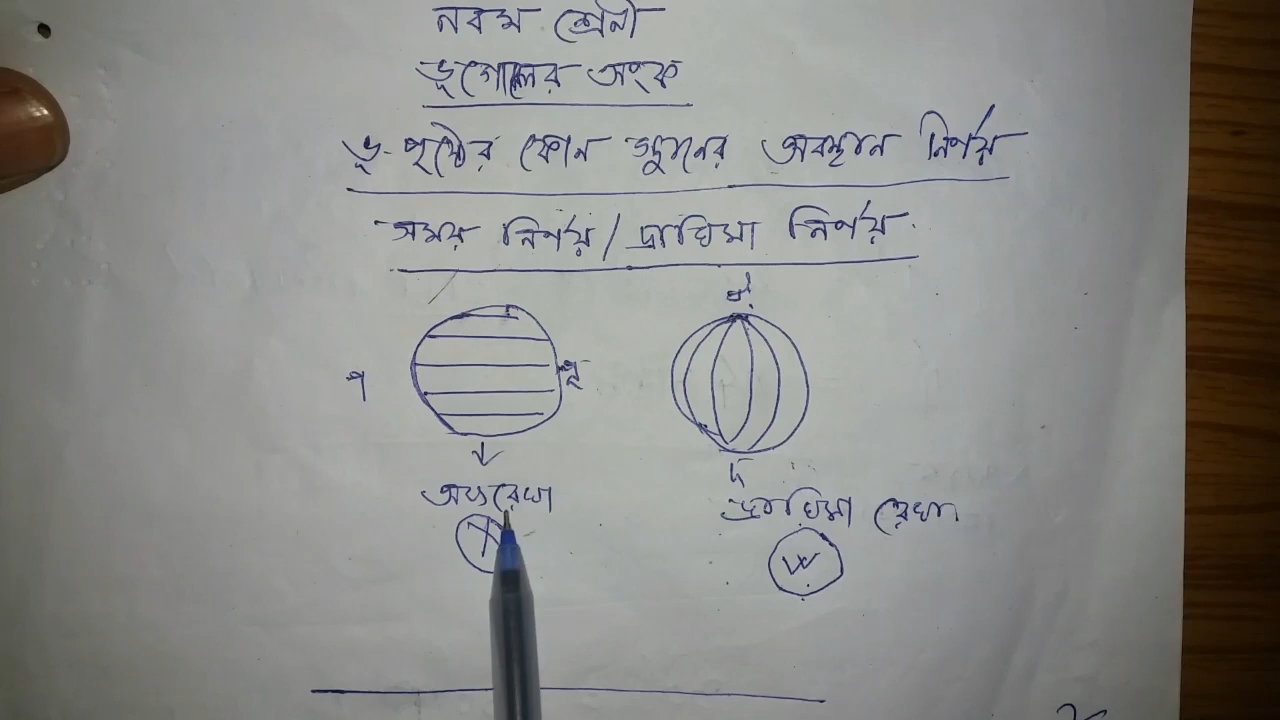 নবম শ্রেনী
ভূগোলের অংক
ভূ-পৃষ্ঠের কোন স্থানের অবস্থান নির্ণয়
সময় নির্ণয়/দ্রাঘিমা নির্ণয়
উ
প
পূ
দ
অক্ষরেখা
দ্রাঘিমা রেখা
W